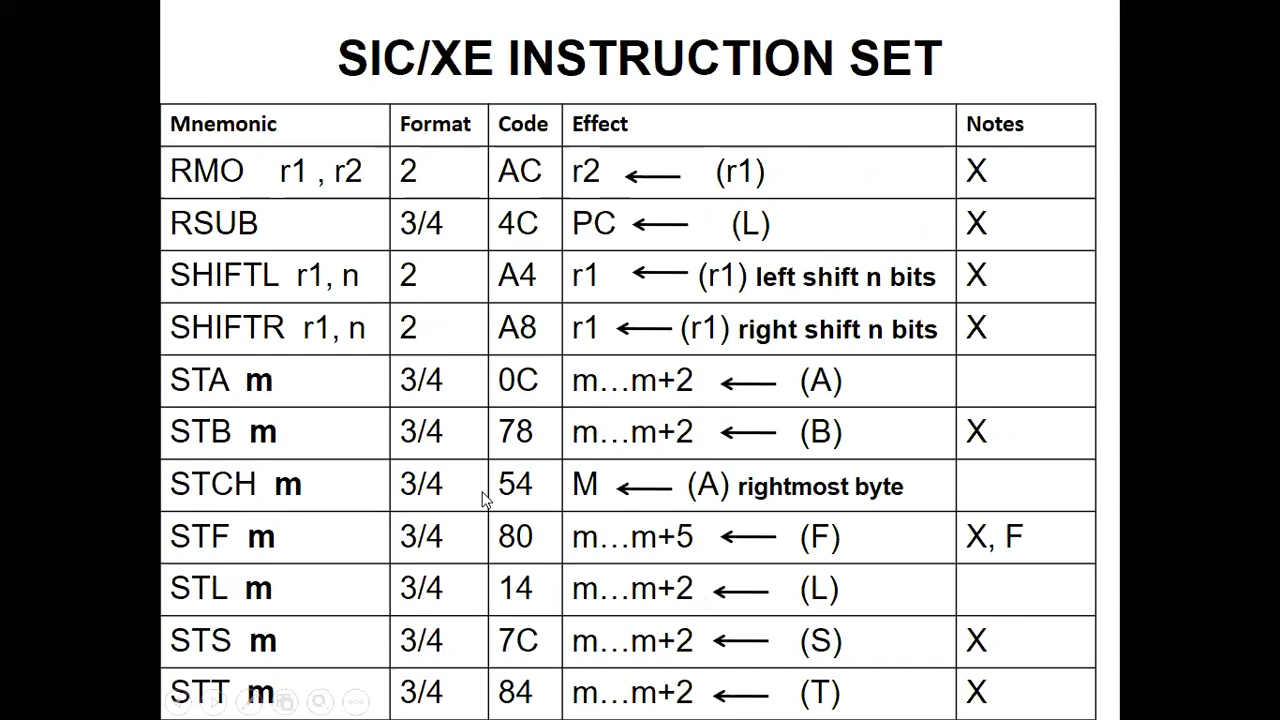 SIC/XE INSTRUCTION SET
Mnemonic Format Code Effect Notes
RMO r1 , r2 2 AC r2 ← (r1) X
RSUB 3/4 4C PC ← (L) X
SHIFTL r1, n 2 A4 r1 ← (r1) left shift n bits X
SHIFTR r1, n 2 A8 r1 ← (r1) right shift n bits X
STA m 3/4 0C m…m+2 ← (A)
STB m 3/4 78 m…m+2 ← (B) X
STCH m 3/4 54 M ← (A) rightmost byte
STF m 3/4 80 m…m+5 ← (F) X, F
STL m 3/4 14 m…m+2 ← (L)
STS m 3/4 7C m…m+2 ← (S) X
STT m 3/4 84 m…m+2 ← (T) X